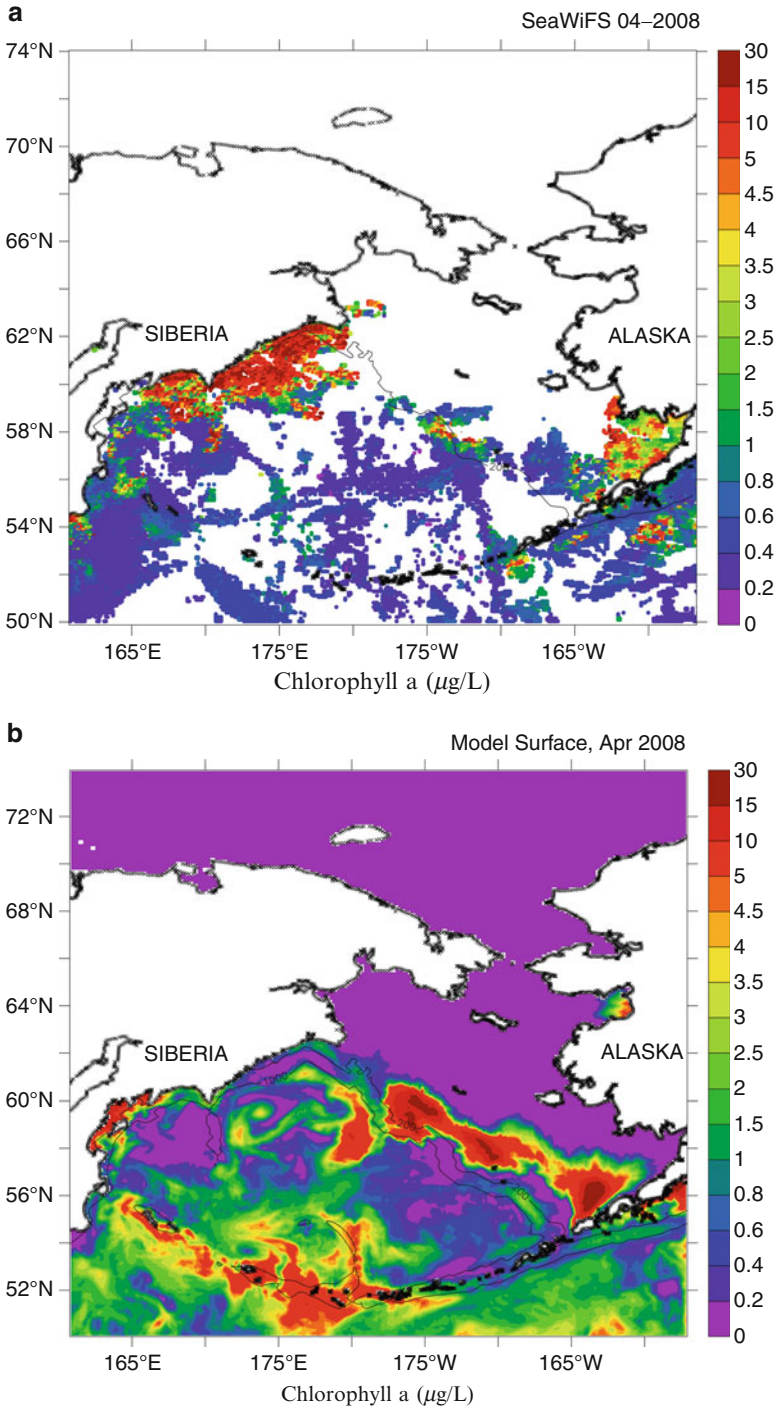 a
SeaWiFS 04–2008
74°N
70°N
66°N
62°N
58°N
54°N
50°N
SIBERIA
ALASKA
165°E
175°E
175°W
165°W
Chlorophyll a (μg/L)
30
15
10
5
4.5
4
3.5
3
2.5
2
1.5
1
0.8
0.6
0.4
0.2
0
b
Model Surface, Apr 2008
72°N
68°N
64°N
60°N
56°N
52°N
SIBERIA
ALASKA
1000
165°E
175°E
175°W
165°W
Chlorophyll a (μg/L)
30
15
10
5
4.5
4
3.5
3
2.5
2
1.5
1
0.8
0.6
0.4
0.2
0